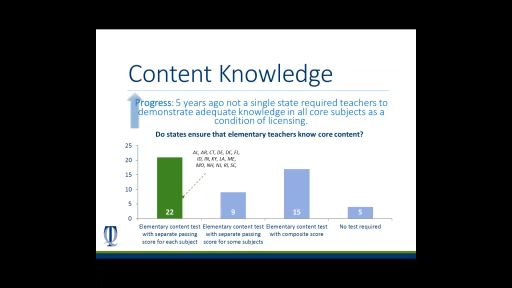 Content Knowledge
Progress: 5 years ago not a single state required teachers to
demonstrate adequate knowledge in all core subjects as a
condition of licensing.
Do states ensure that elementary teachers know core content?
25
20
15
10
5
0
AL, AR, CT, DE, DC, FL,
ID, IN, KY, LA, ME,
MO, NH, NJ, RI, SC,
22
9
15
5
Elementary content test
with separate passing
score for each subject
Elementary content test
with separate passing
score for some subjects
Elementary content test
with composite score
No test required